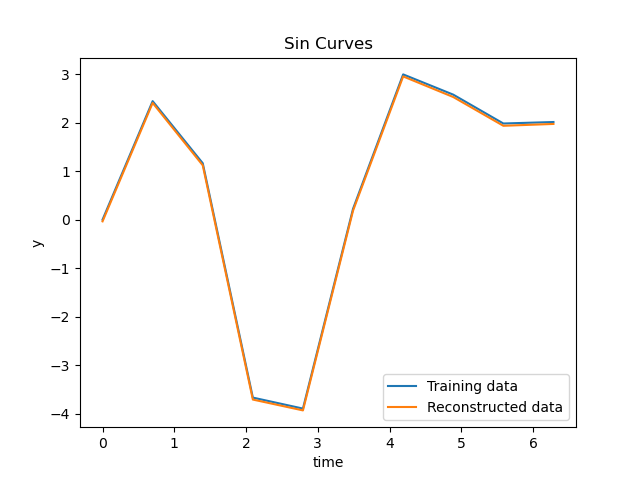 Sin Curves
3
2
1
0
−1
−2
−3
−4
y
0 1 2 3 4 5 6
time
Training data
Reconstructed data